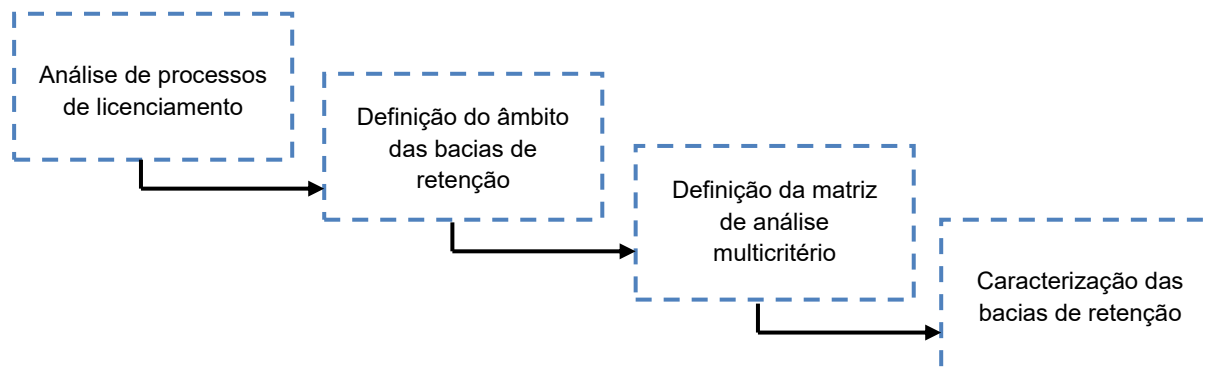 Análise de processos
de licenciamento
Definição do âmbito
das bacias de
retenção
Definição da matriz
de análise
multicritério
Caracterização das
bacias de retenção